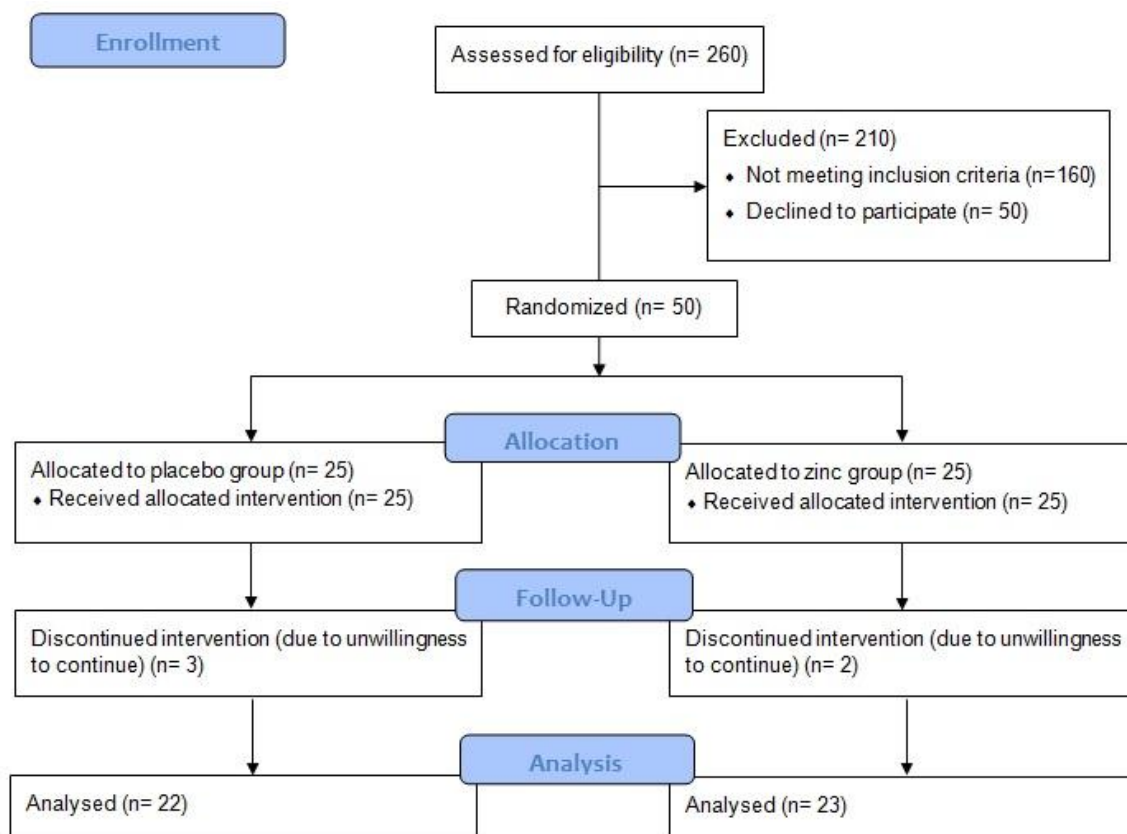 Enrollment
Assessed for eligibility (n= 260)
Excluded (n= 210)
♦ Not meeting inclusion criteria (n=160)
♦ Declined to participate (n= 50)
Randomized (n= 50)
Allocation
Allocated to placebo group (n= 25)
♦ Received allocated intervention (n= 25)
Allocated to zinc group (n= 25)
♦ Received allocated intervention (n= 25)
Follow-Up
Discontinued intervention (due to unwillingness
to continue) (n= 3)
Discontinued intervention (due to unwillingness
to continue) (n= 2)
Analysis
Analysed (n= 22)
Analysed (n= 23)